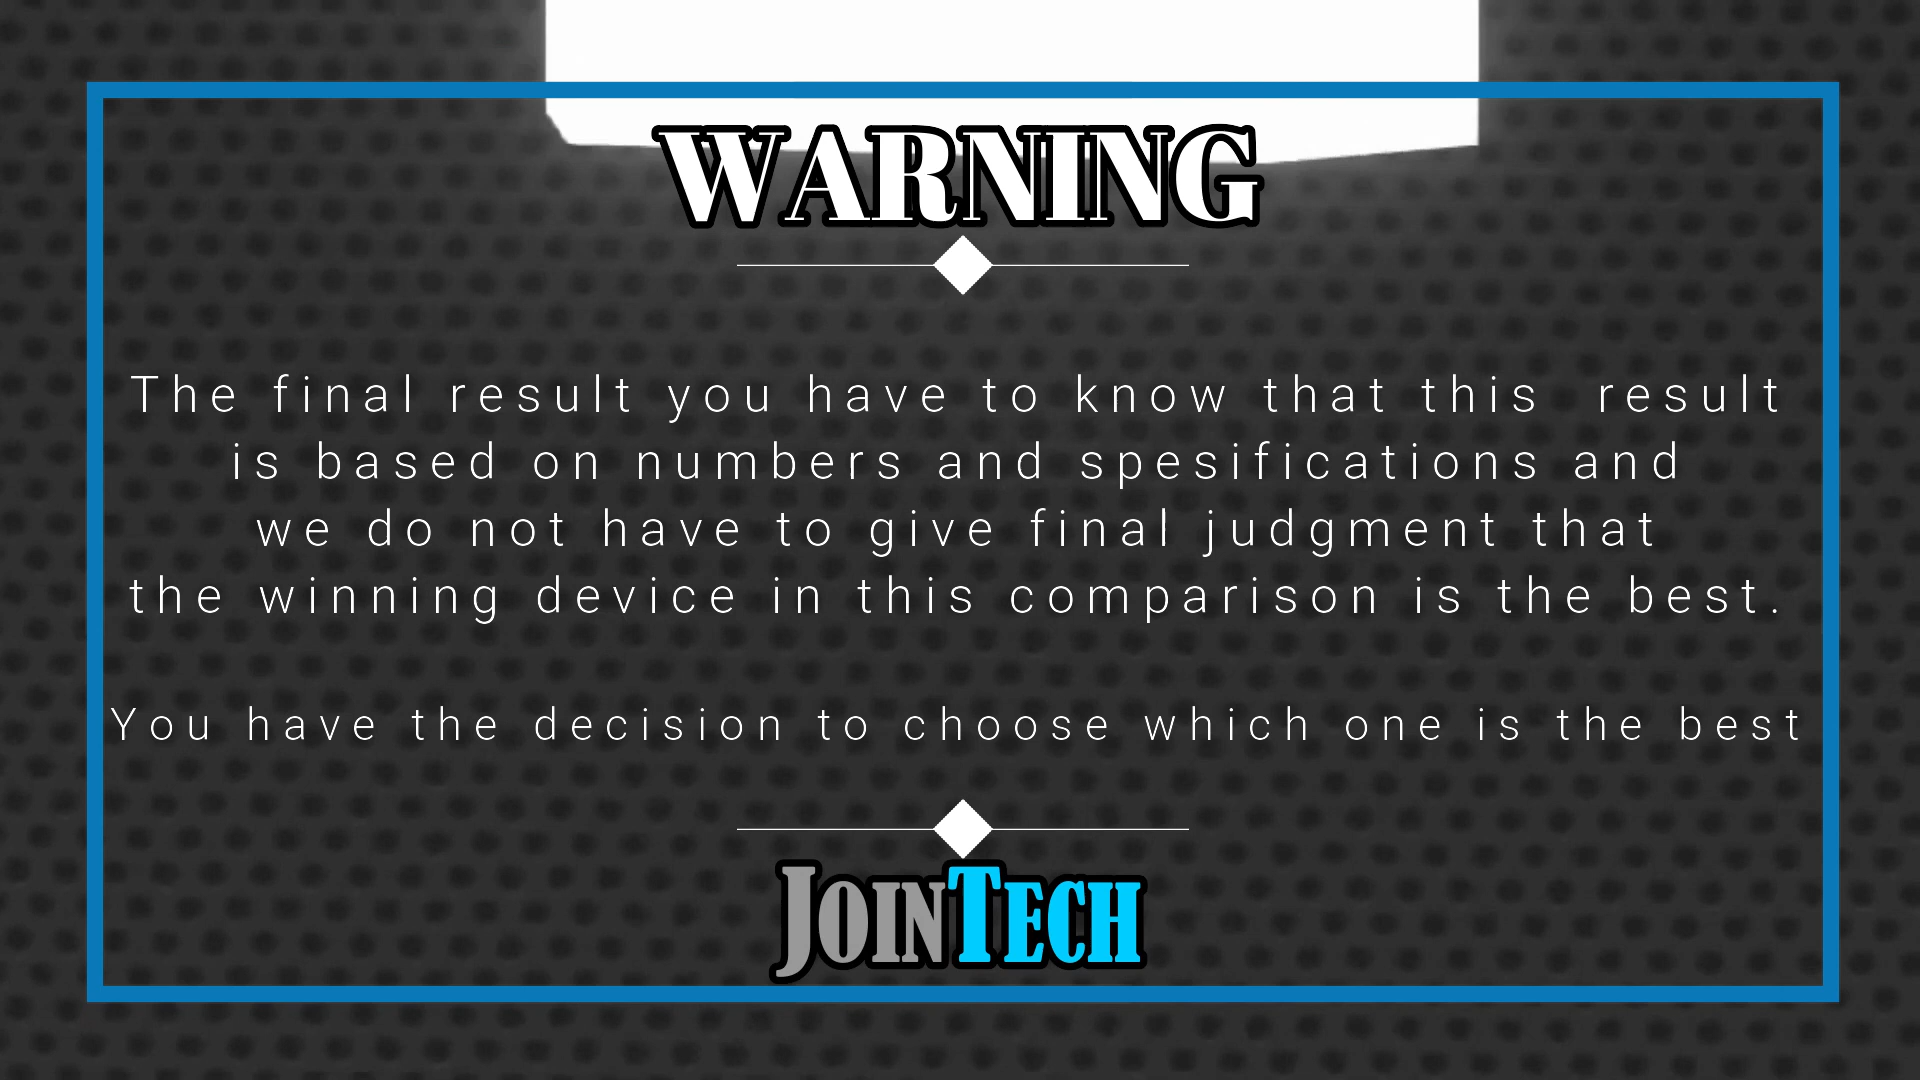 WARNING
The final result you have to know that this result
is based on numbers and spesifications and
we do not have to give final judgment that
the winning device in this comparison is the best.
You have the decision to choose which one is the best
JOINTECH